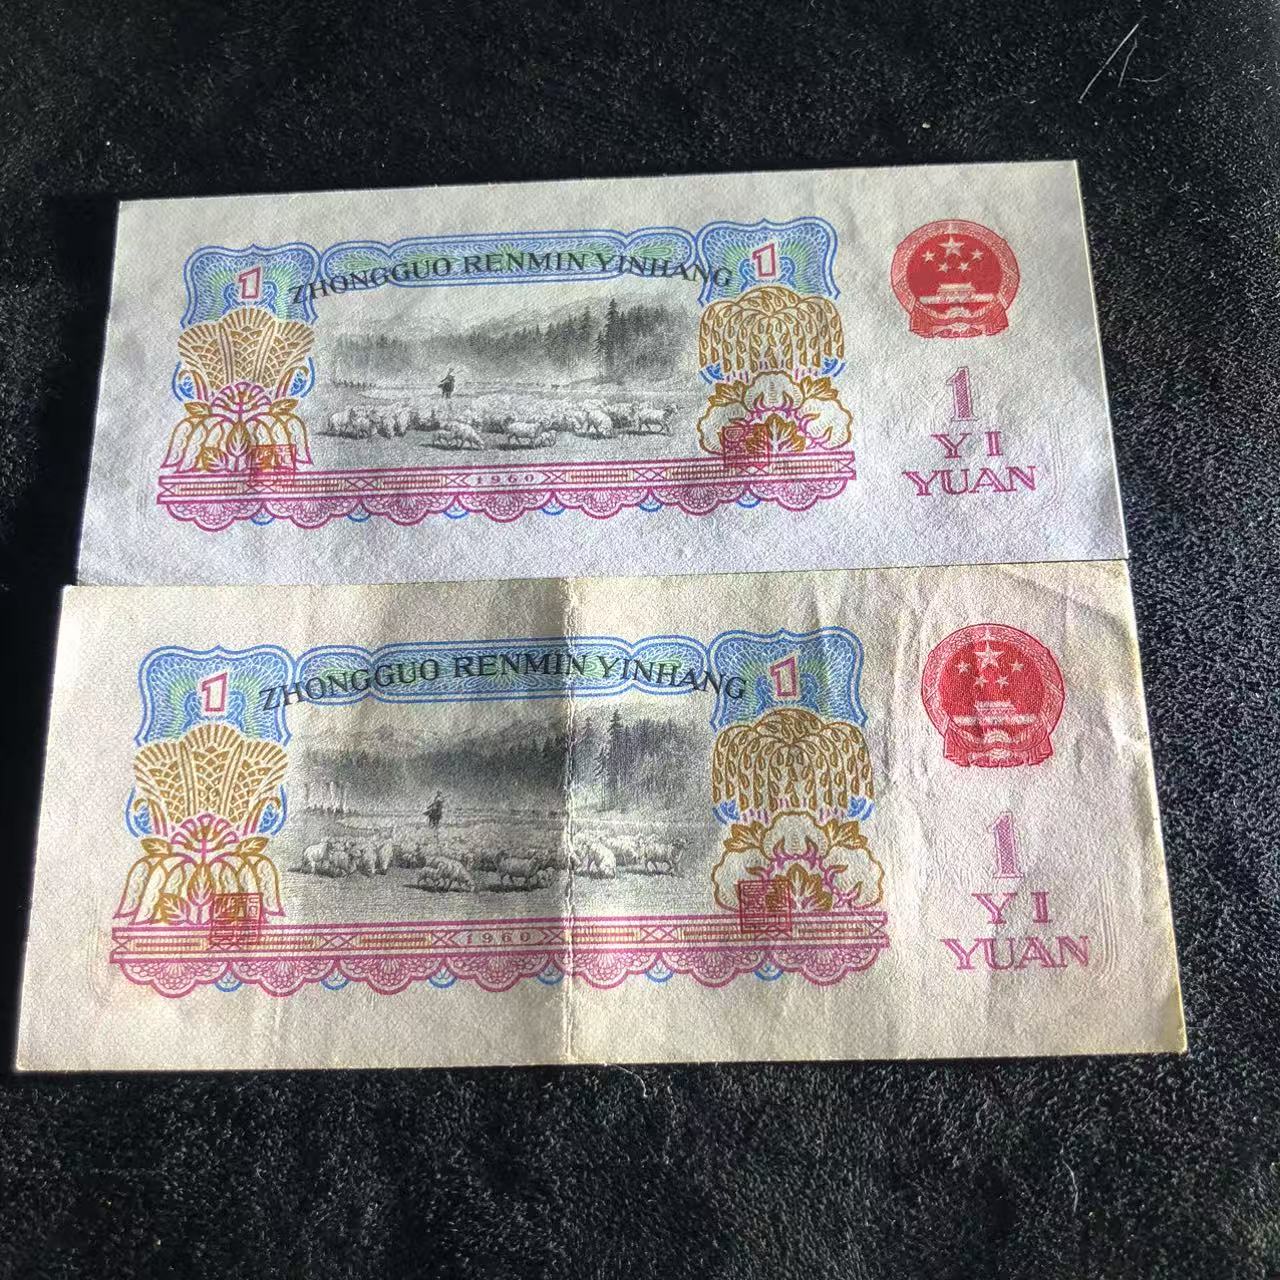 1 ZHONGGUO RENMIN YINHANG 1
1
YI
YUAN
1960
1 ZHONGGUO RENMIN YINHANG 1
1
YI
YUAN
1960